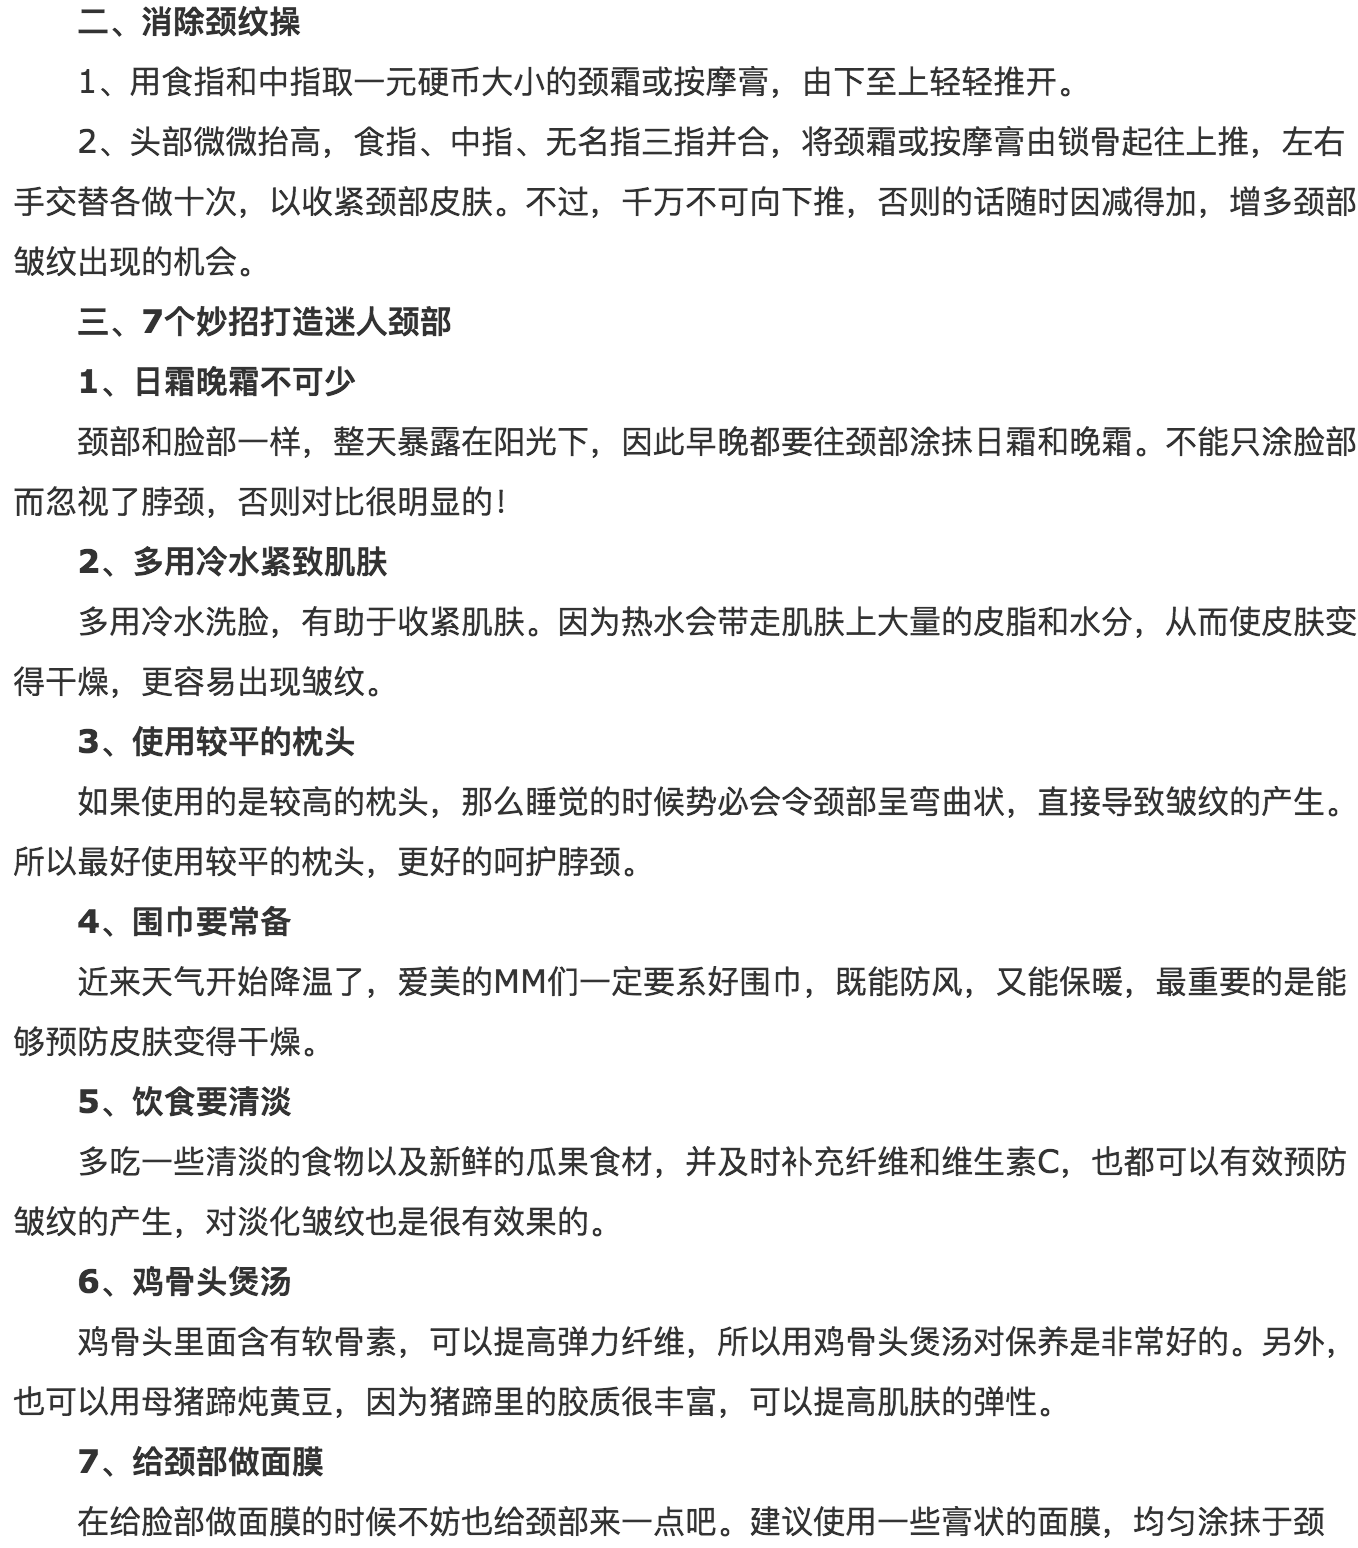 二、消除颈纹操
1、用食指和中指取一元硬币大小的颈霜或按摩膏，由下至上轻轻推开。
2、头部微微抬高，食指、中指、无名指三指并合，将颈霜或按摩膏由锁骨起往上推，左右
手交替各做十次，以收紧颈部皮肤。不过，千万不可向下推，否则的话随时因减得加，增多颈部
皱纹出现的机会。
三、7个妙招打造迷人颈部
1、日霜晚霜不可少
颈部和脸部一样，整天暴露在阳光下，因此早晚都要往颈部涂抹日霜和晚霜。不能只涂脸部
而忽视了脖颈，否则对比很明显的！
2、多用冷水紧致肌肤
多用冷水洗脸，有助于收紧肌肤。因为热水会带走肌肤上大量的皮脂和水分，从而使皮肤变
得干燥，更容易出现皱纹。
3、使用较平的枕头
如果使用的是较高的枕头，那么睡觉的时候势必会令颈部呈弯曲状，直接导致皱纹的产生。
所以最好使用较平的枕头，更好的呵护脖颈。
4、围巾要常备
近来天气开始降温了，爱美的MM们一定要系好围巾，既能防风，又能保暖，最重要的是能
够预防皮肤变得干燥。
5、饮食要清淡
多吃一些清淡的食物以及新鲜的瓜果食材，并及时补充纤维和维生素C，也都可以有效预防
皱纹的产生，对淡化皱纹也是很有效果的。
6、鸡骨头煲汤
鸡骨头里面含有软骨素，可以提高弹力纤维，所以用鸡骨头煲汤对保养是非常好的。另外，
也可以用母猪蹄炖黄豆，因为猪蹄里的胶质很丰富，可以提高肌肤的弹性。
7、给颈部做面膜
在给脸部做面膜的时候不妨也给颈部来一点吧。建议使用一些膏状的面膜，均匀涂抹于颈